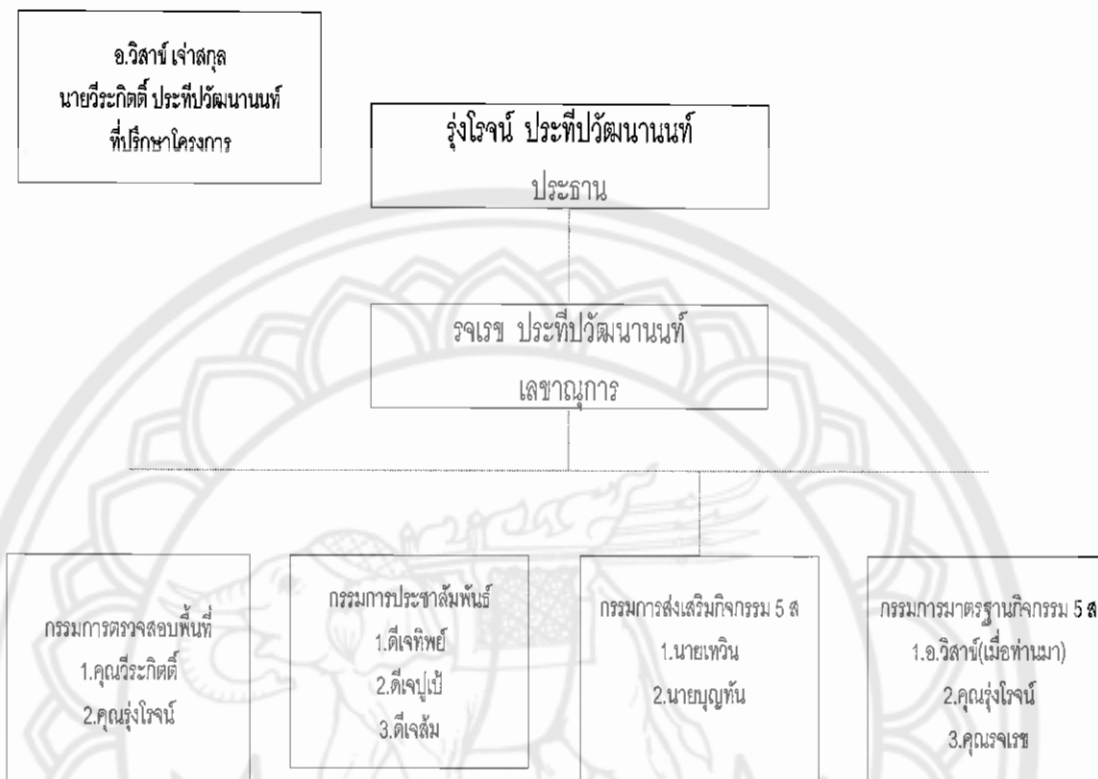 อ.วิสาข์ เจ่าสกุล
นายวีระกิตติ์ ประทีปวัฒนานนท์
ที่ปรึกษาโครงการ
รุ่งโรจน์ ประทีปวัฒนานนท์
ประธาน
รจเรข ประทีปวัฒนานนท์
เลขาณุการ
กรรมการตรวจสอบพื้นที่
1.คุณวีระกิตติ์
2.คุณรุ่งโรจน์
กรรมการประชาสัมพันธ์
1.ดีเจทิพย์
2.ดีเจปูเป้
3.ดีเจส้ม
กรรมการส่งเสริมกิจกรรม 5 ส
1.นายเทวิน
2.นายบุญทัน
กรรมการมาตรฐานกิจกรรม 5 ส
1.อ.วิสาข์(เมื่อท่านมา)
2.คุณรุ่งโรจน์
3.คุณรจเรข